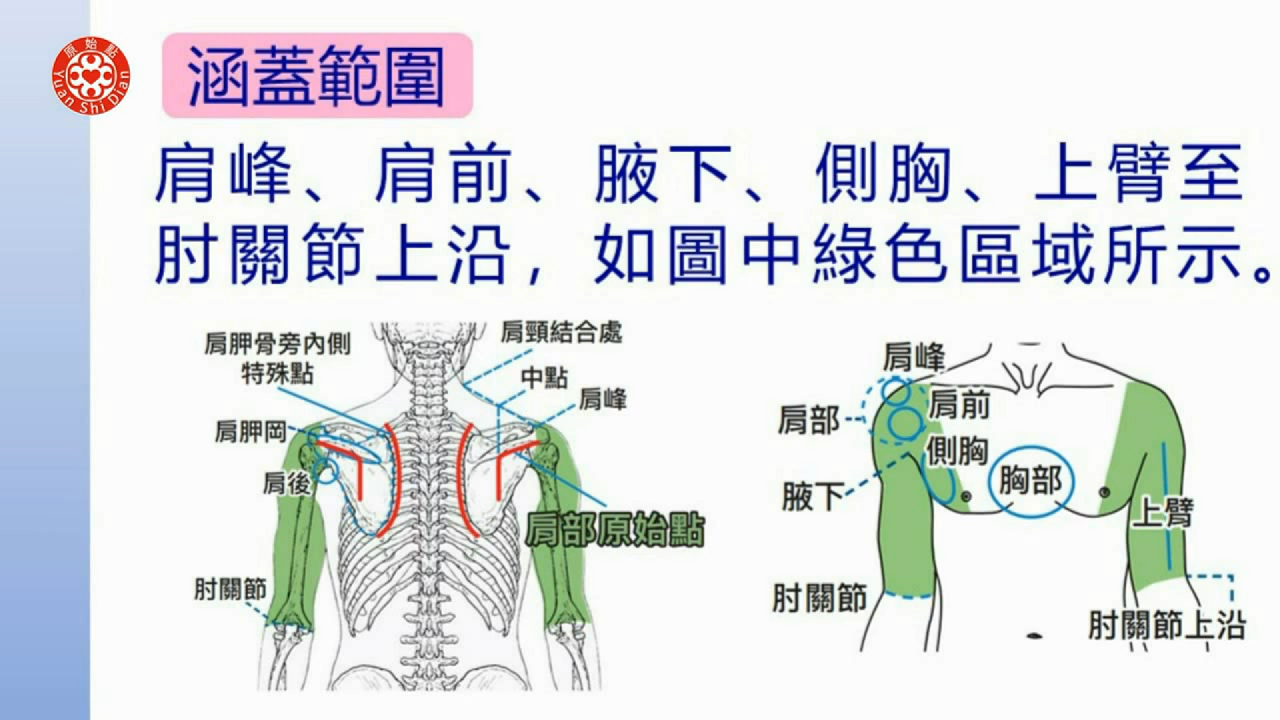 原始點
Yuan Shi Dian
涵蓋範圍
肩峰、肩前、腋下、側胸、上臂至
肘關節上沿，如圖中綠色區域所示。
肩胛骨旁內側
特殊點
肩胛岡
肩後
肘關節
肩頸結合處
中點
肩峰
肩部原始點
肩峰
肩部
肩前
側胸
胸部
腋下
上臂
肘關節
肘關節上沿